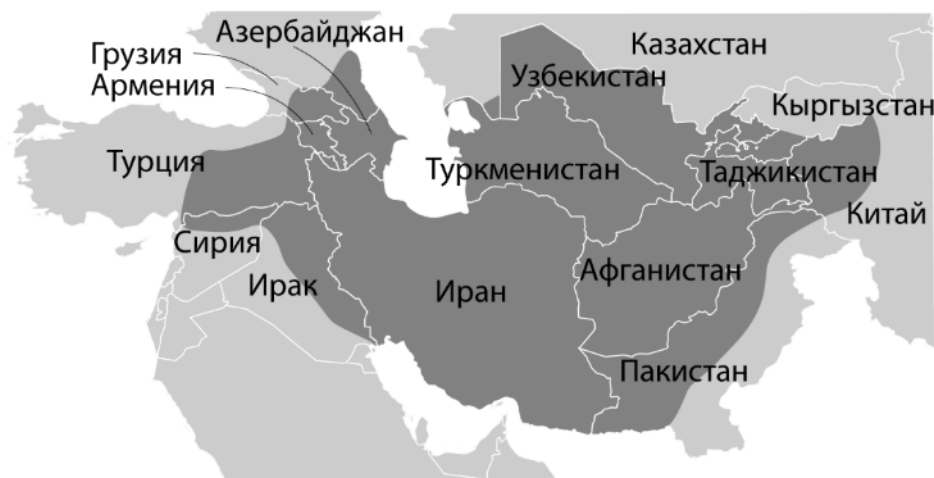 Азербайджан
Грузия
Казахстан
Армения
Узбекистан
Кыргызстан
Турция
Туркменистан
Таджикистан
Китай
Сирия
Афганистан
Ирак
Иран
Пакистан